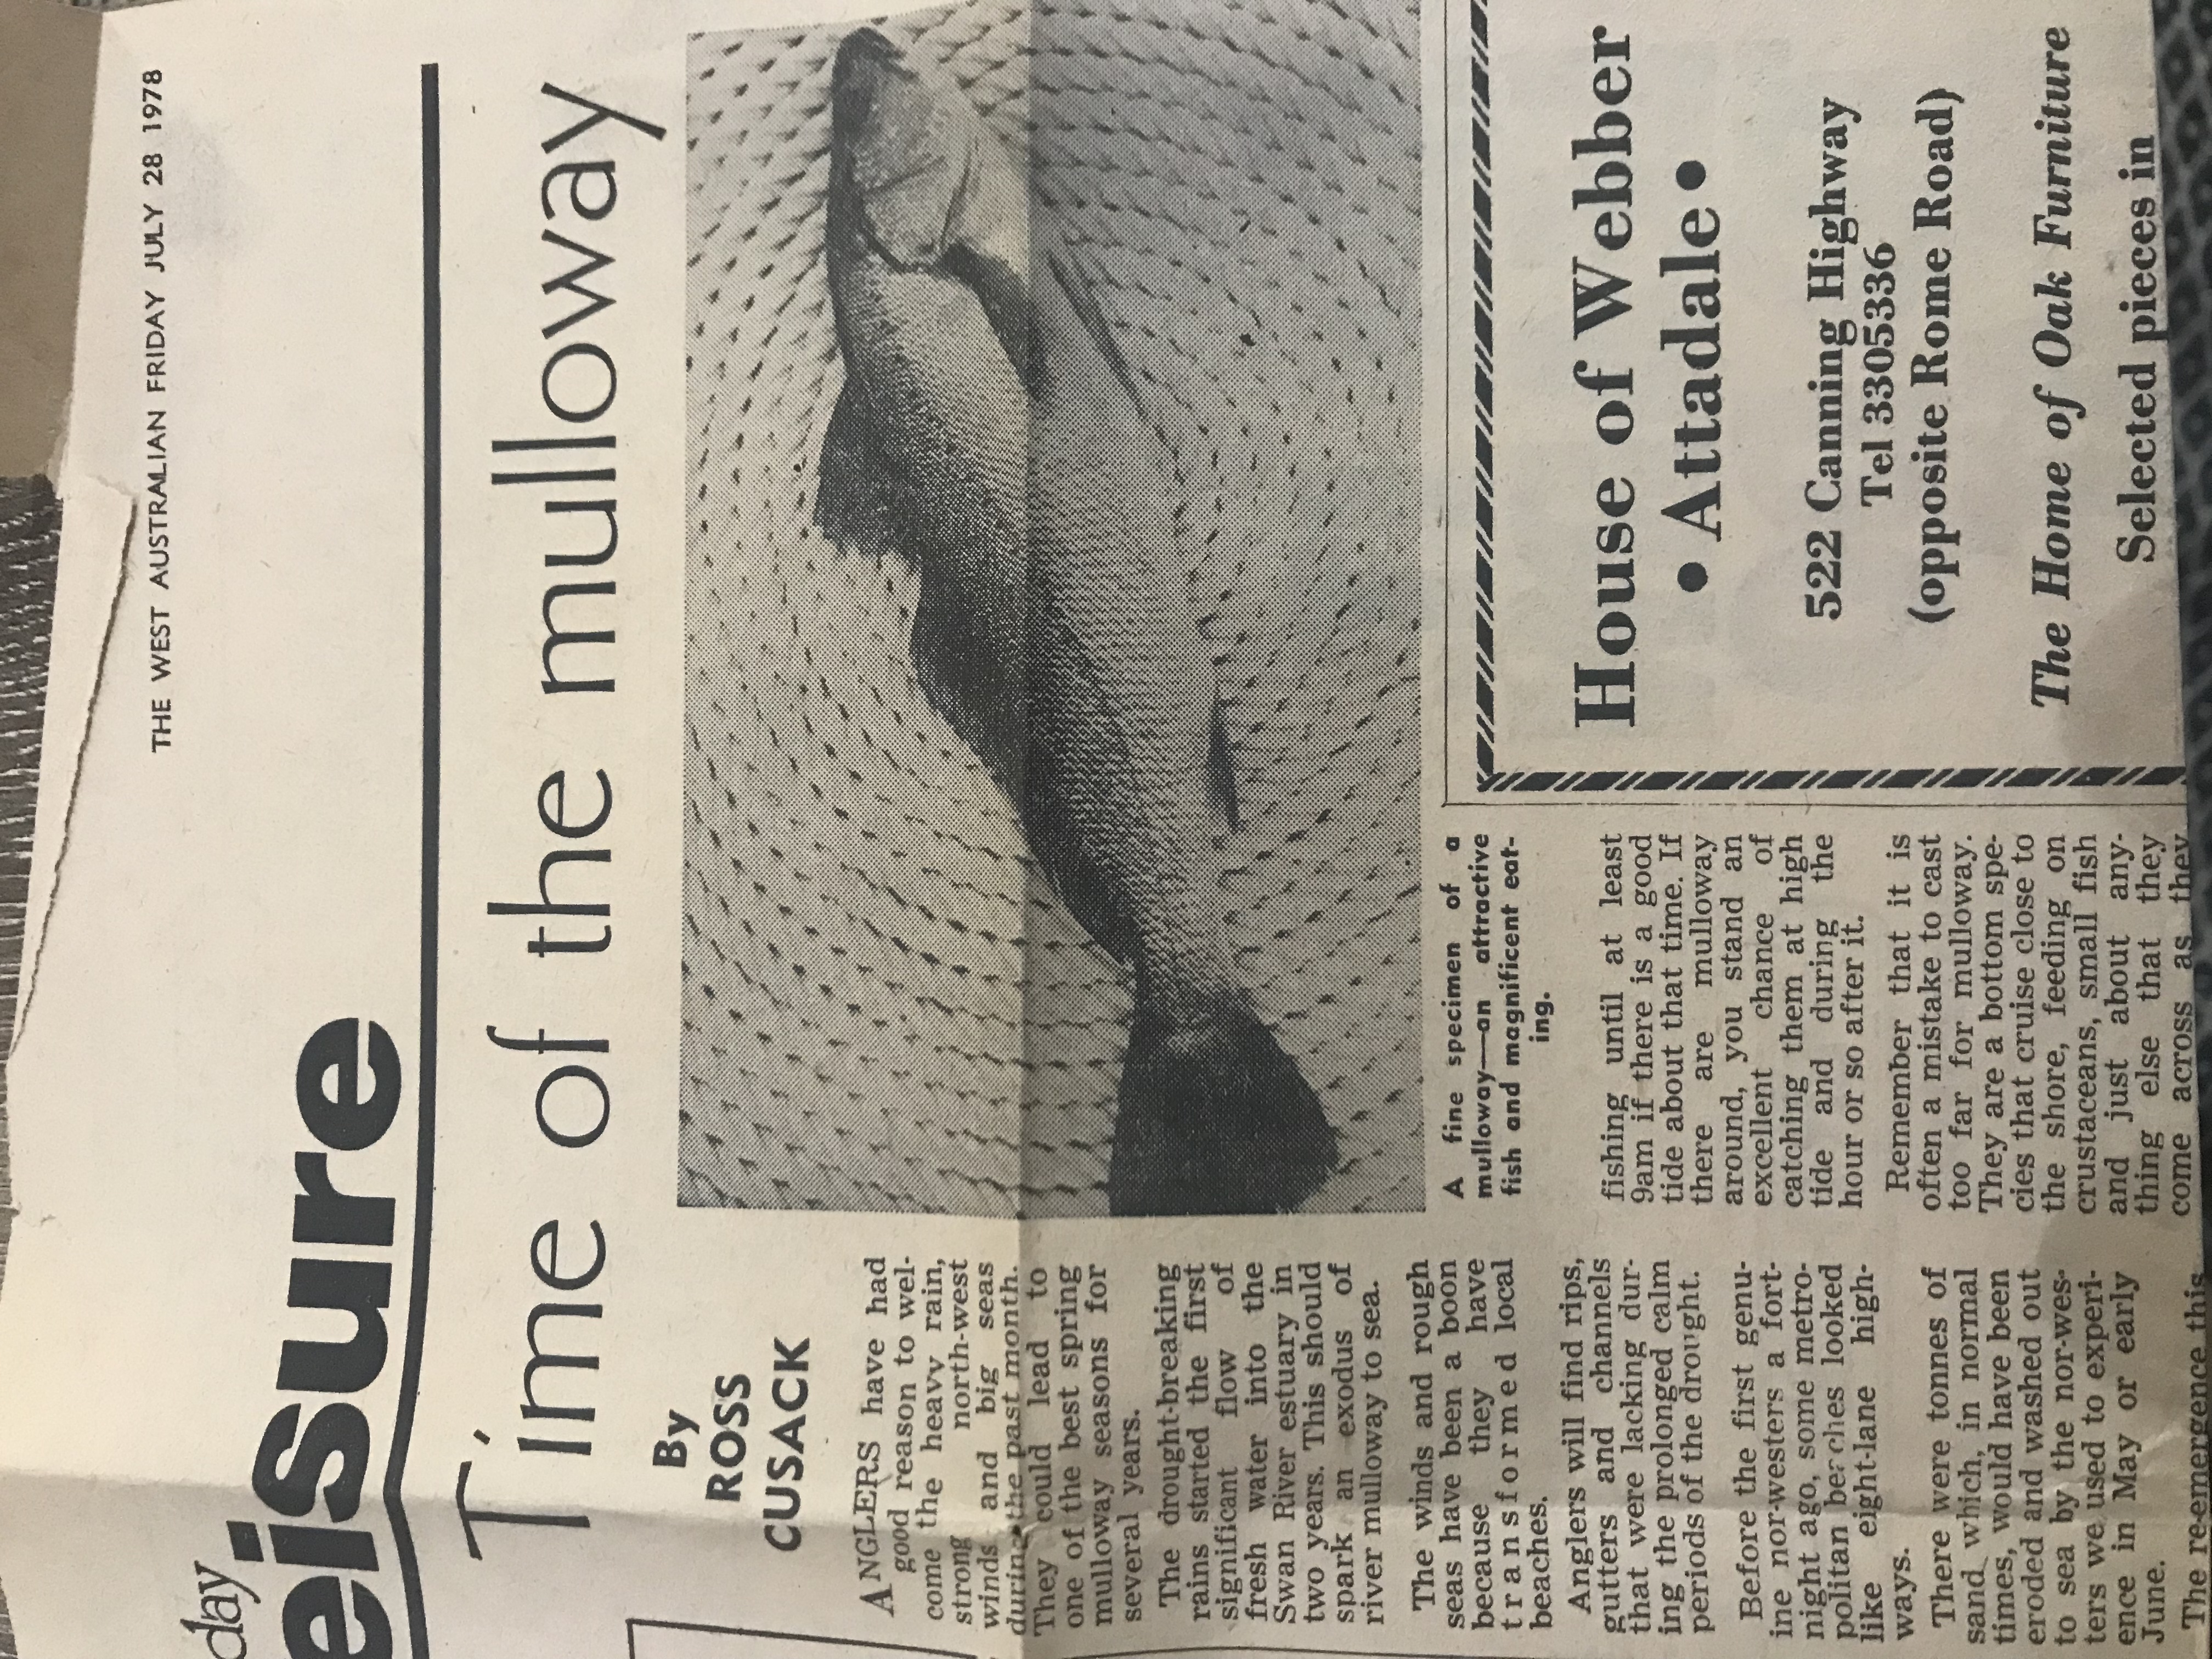 THE WEST AUSTRALIAN FRIDAY JULY 28 1978
day
eisure
Time of the mulloway
By
ROSS
CUSACK
ANGLERS have had
good reason to wel-
come the heavy rain,
strong north-west
winds and big seas
during the past month.
They could lead to
one of the best spring
mulloway seasons for
several years.
The drought-breaking
rains started the first
significant flow of
fresh water into the
Swan River estuary in
two years. This should
spark an exodus of
river mulloway to sea.
The winds and rough
seas have been a boon
because they have
transformed local
beaches.
Anglers will find rips,
gutters and channels
that were lacking dur-
ing the prolonged calm
periods of the drought.
Before the first genu-
ine nor-westers a fort-
night ago, some metro-
politan beaches looked
like eight-lane high-
ways.
There were tonnes of
sand which, in normal
times, would have been
eroded and washed out
to sea by the nor-wes-
ters we used to experi-
ence in May or early
June.
The re-emergence this
A fine specimen of a
mulloway—an attractive
fish and magnificent eat-
ing.
fishing until at least
9am if there is a good
tide about that time. If
there are mulloway
around, you stand an
excellent chance of
catching them at high
tide and during the
hour or so after it.
Remember that it is
often a mistake to cast
too far for mulloway.
They are a bottom spe-
cies that cruise close to
the shore, feeding on
crustaceans, small fish
and just about any-
thing else that they
come across as they
House of Webber
• Attadale •
522 Canning Highway
Tel 3305336
(opposite Rome Road)
The Home of Oak Furniture
Selected pieces in